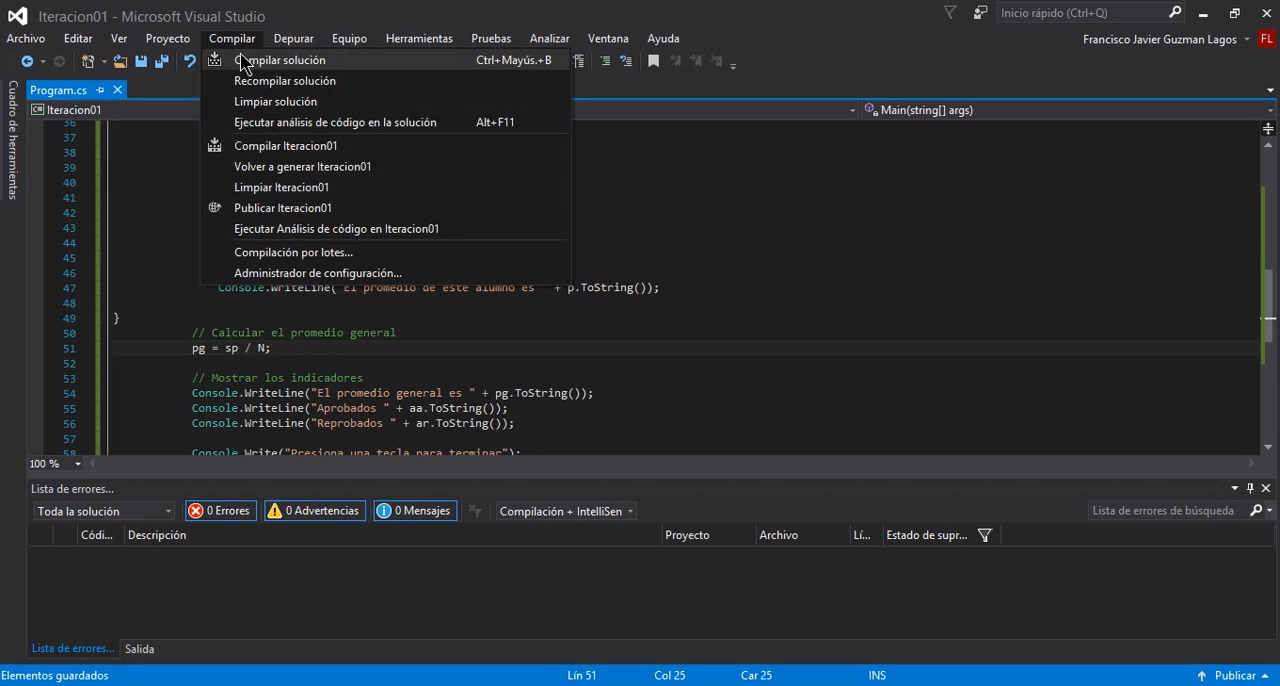 Iteracion01 - Microsoft Visual Studio
Inicio rápido (Ctrl+Q)
Archivo Editar Ver Proyecto Compilar Depurar Equipo Herramientas Pruebas Analizar Ventana Ayuda
Francisco Javier Guzman Lagos FL
Compilar solución Ctrl+Mayús.+B
Recompilar solución
Limpiar solución
Ejecutar análisis de código en la solución Alt+F11
Compilar Iteracion01
Volver a generar Iteracion01
Limpiar Iteracion01
Publicar Iteracion01
Ejecutar Análisis de código en Iteracion01
Compilación por lotes...
Administrador de configuración...
Cuadro de herramientas
Program.cs
Iteracion01
Main(string[] args)
36
37
38
39
40
41
42
43
44
45
46
47 Console.WriteLine("El promedio de este alumno es " + p.ToString());
48
49 }
50 // Calcular el promedio general
51 pg = sp / N;
52
53 // Mostrar los indicadores
54 Console.WriteLine("El promedio general es " + pg.ToString());
55 Console.WriteLine("Aprobados " + aa.ToString());
56 Console.WriteLine("Reprobados " + ar.ToString());
57
58 Console.Write("Presiona una tecla para terminar");
100 %
Lista de errores...
Toda la solución 0 Errores 0 Advertencias 0 Mensajes Compilación + IntelliSen Lista de errores de búsqueda
Códi... Descripción Proyecto Archivo Lí... Estado de supr...
Lista de errores... Salida
Elementos guardados Lín 51 Col 25 Car 25 INS Publicar